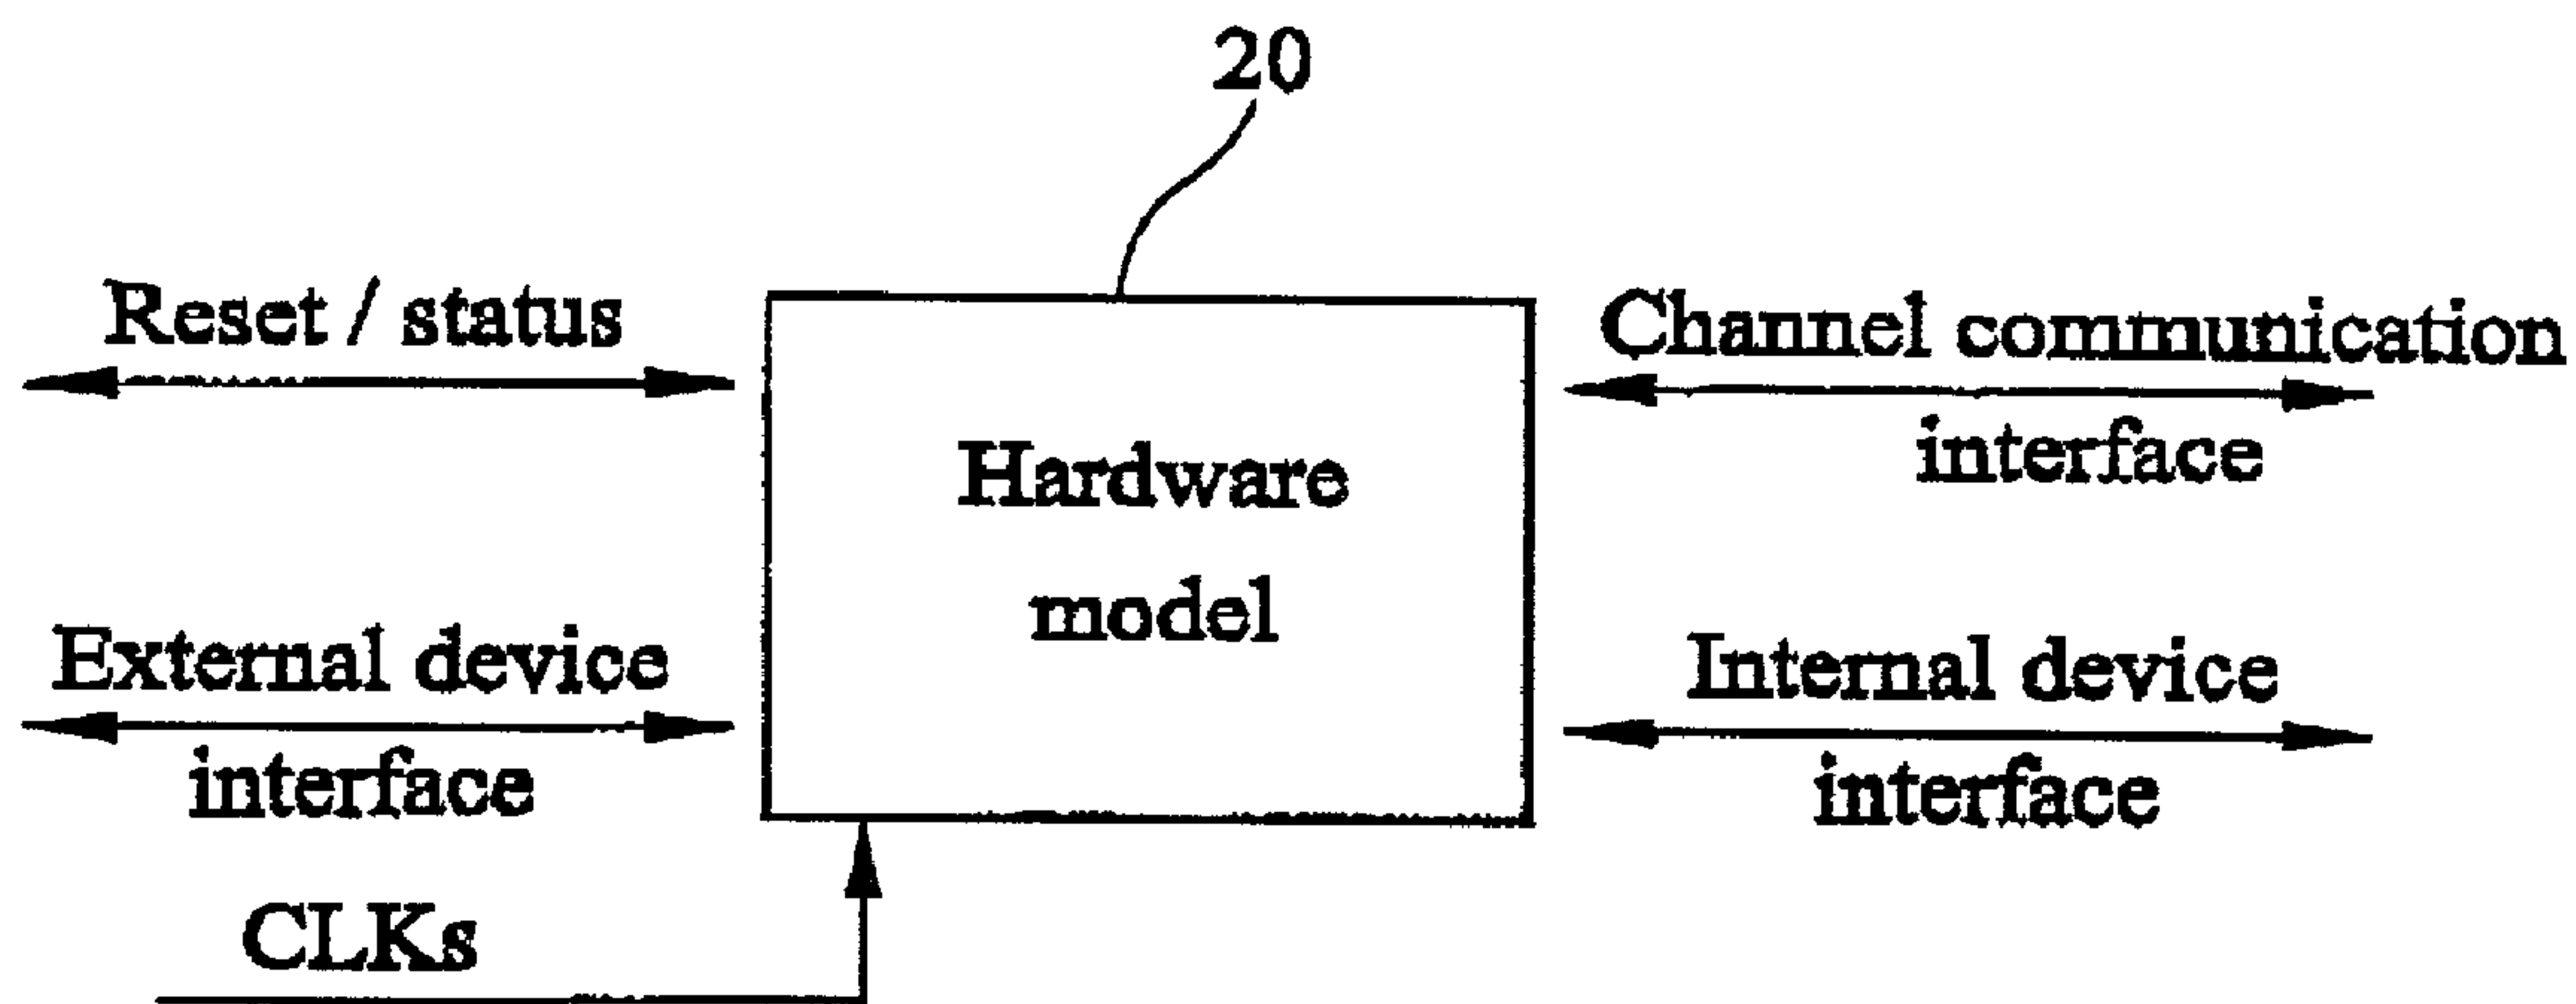 20
Reset / status
Channel communication
interface
Hardware
model
External device
interface
Internal device
interface
CLKs